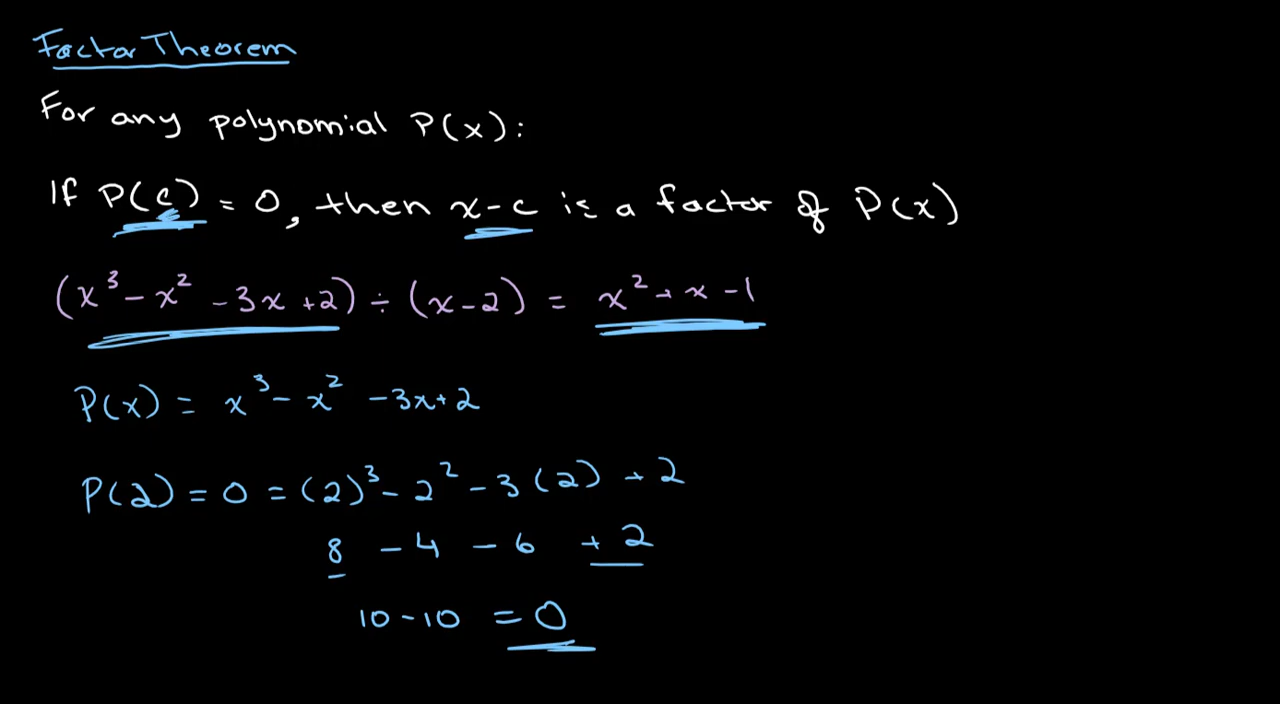 Factor Theorem
For any polynomial P(x):
If P(c) = 0, then x-c is a factor of P(x)
(x³ - x² - 3x + 2) ÷ (x-2) = x² + x - 1
P(x) = x³ - x² - 3x + 2
P(2) = 0 = (2)³ - 2² - 3(2) + 2
8 - 4 - 6 + 2
10 - 10 = 0